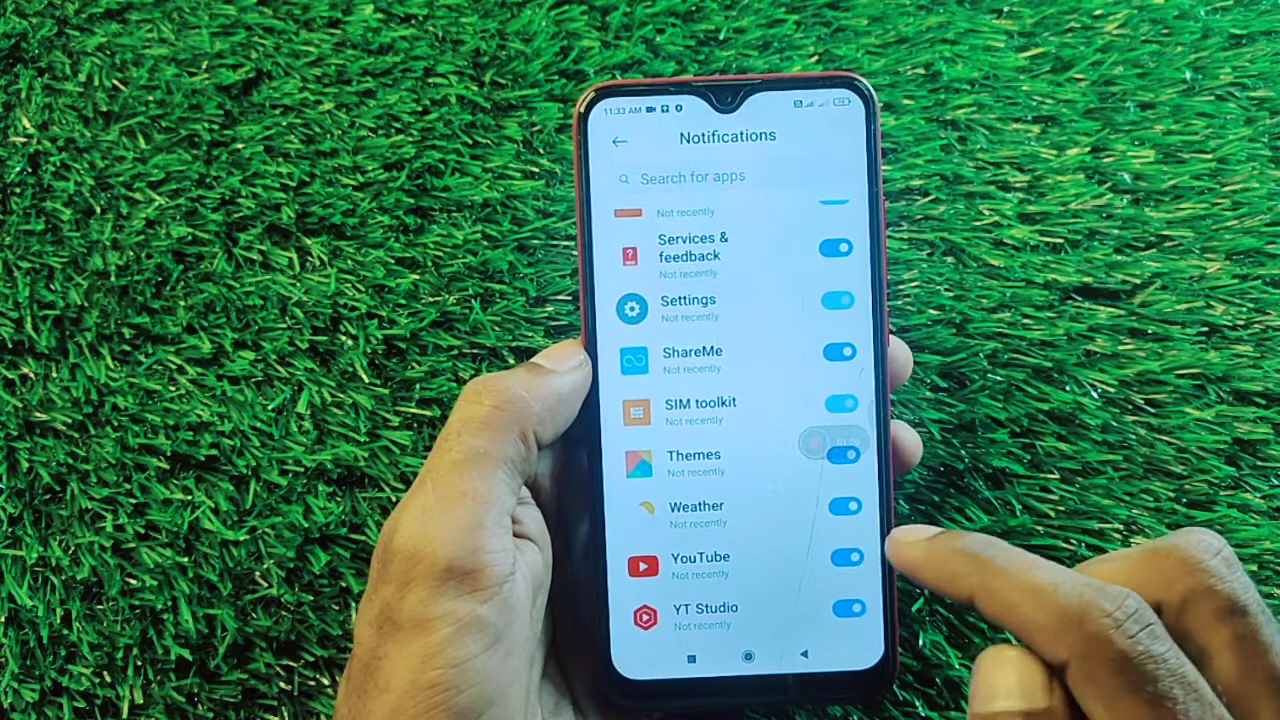 11:33 AM
Notifications
Search for apps
Not recently
Services &
feedback
Not recently
Settings
Not recently
ShareMe
Not recently
SIM toolkit
Not recently
Themes
Not recently
Weather
Not recently
YouTube
Not recently
YT Studio
Not recently